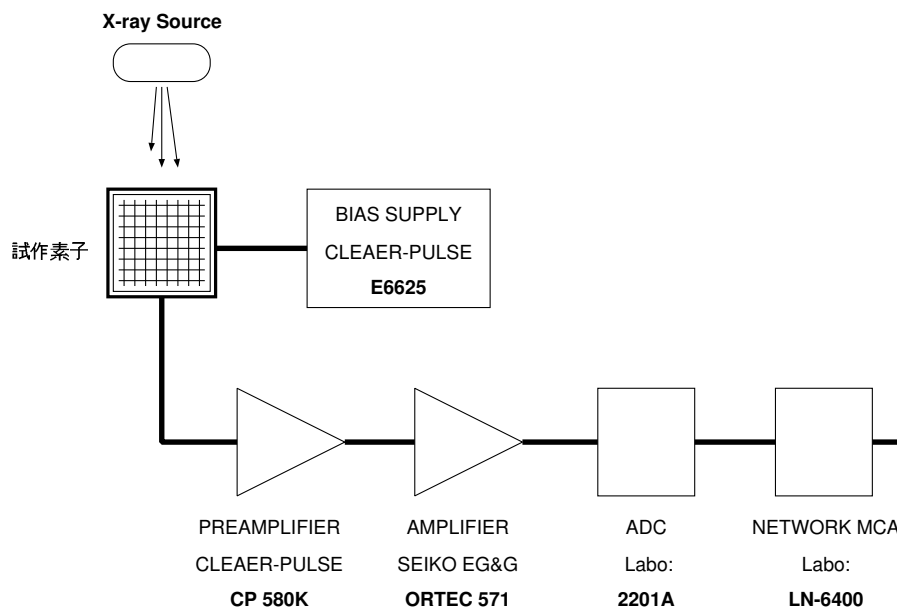 X-ray Source
試作素子
BIAS SUPPLY
CLEAER-PULSE
E6625
PREAMPLIFIER
CLEAER-PULSE
CP 580K
AMPLIFIER
SEIKO EG&G
ORTEC 571
ADC
Labo:
2201A
NETWORK MCA
Labo:
LN-6400